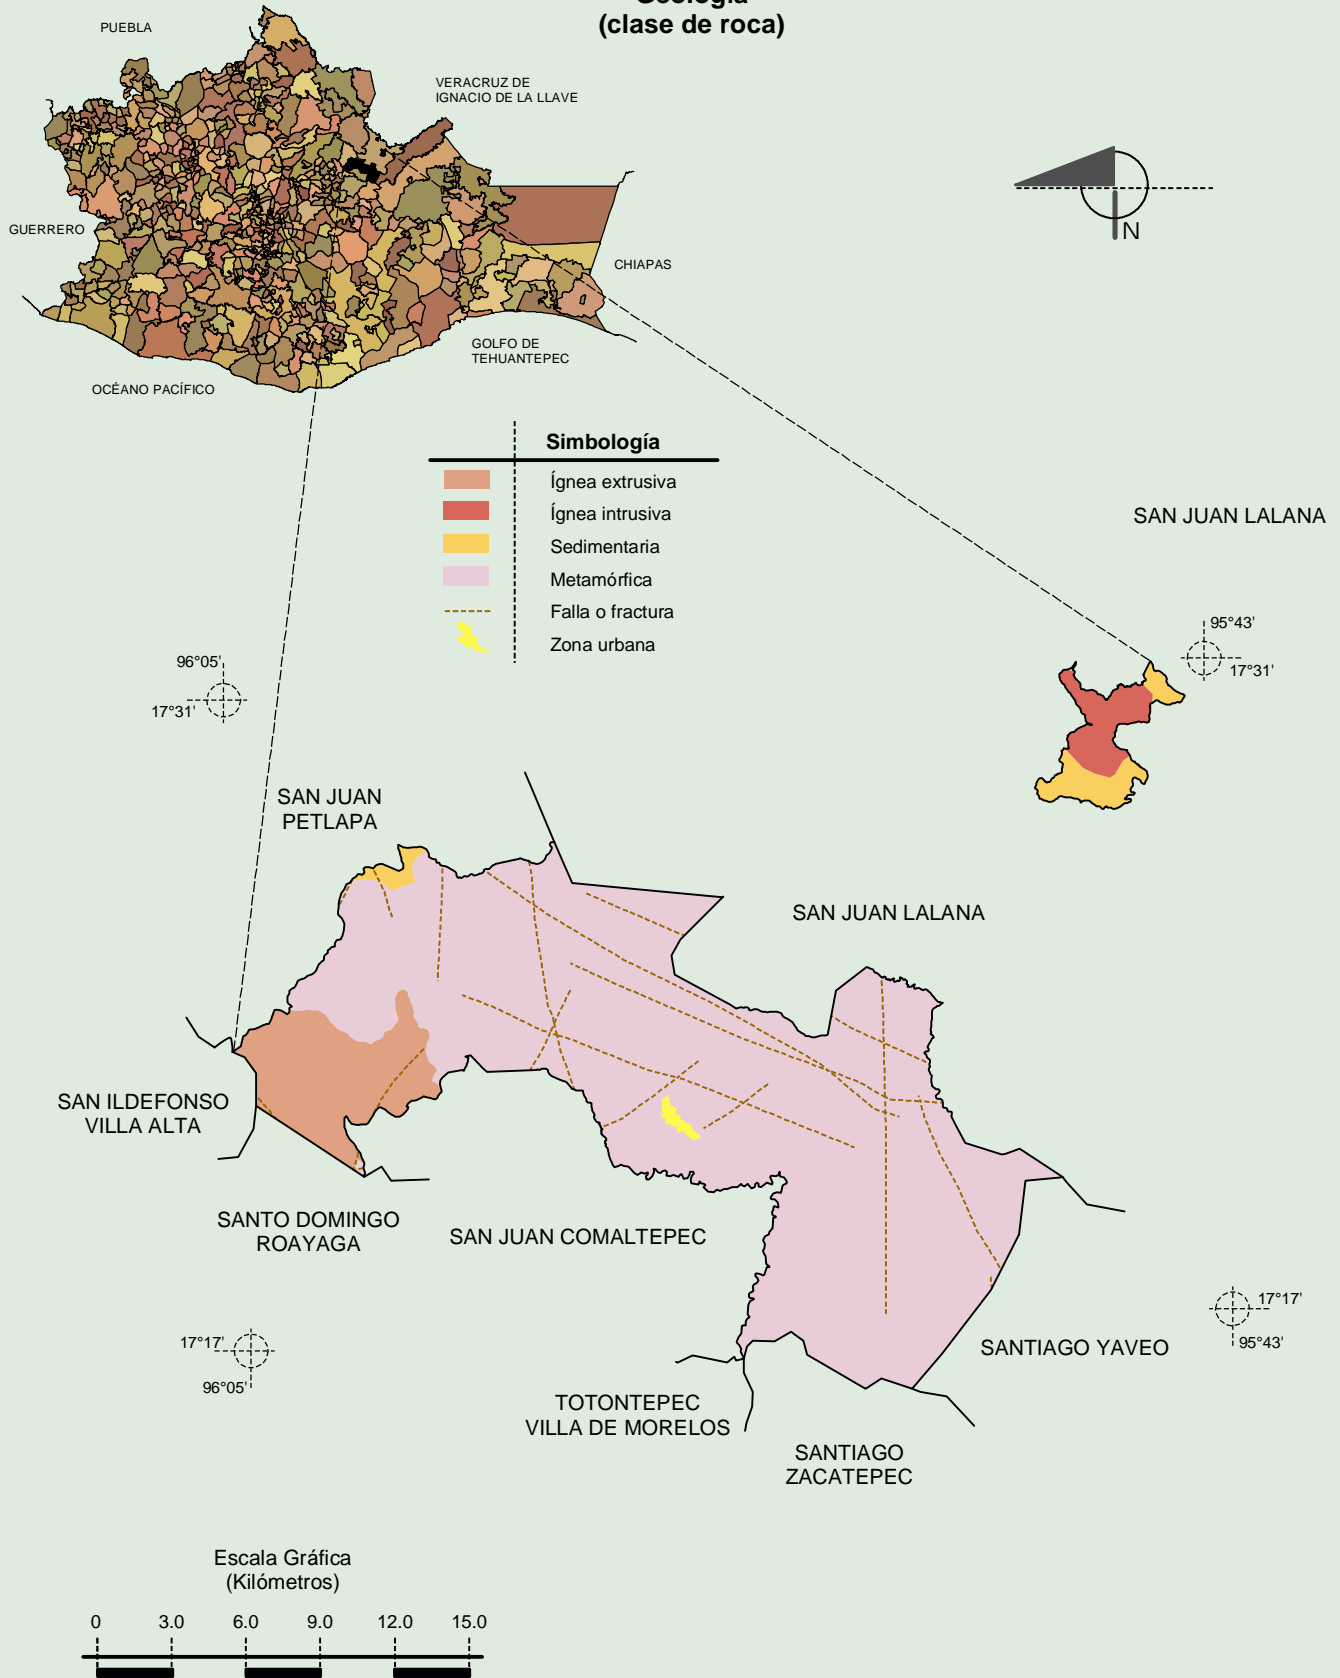 Geología
(clase de roca)
PUEBLA
VERACRUZ DE
IGNACIO DE LA LLAVE
GUERRERO
CHIAPAS
GOLFO DE
TEHUANTEPEC
OCÉANO PACÍFICO
N
Simbología
Ígnea extrusiva
Ígnea intrusiva
Sedimentaria
Metamórfica
Falla o fractura
Zona urbana
SAN JUAN LALANA
95°43'
17°31'
96°05'
17°31'
SAN JUAN
PETLAPA
SAN JUAN LALANA
SAN ILDEFONSO
VILLA ALTA
SANTO DOMINGO
ROAYAGA
SAN JUAN COMALTEPEC
17°17'
95°43'
17°17'
96°05'
SANTIAGO YAVEO
TOTONTEPEC
VILLA DE MORELOS
SANTIAGO
ZACATEPEC
Escala Gráfica
(Kilómetros)
0 3.0 6.0 9.0 12.0 15.0